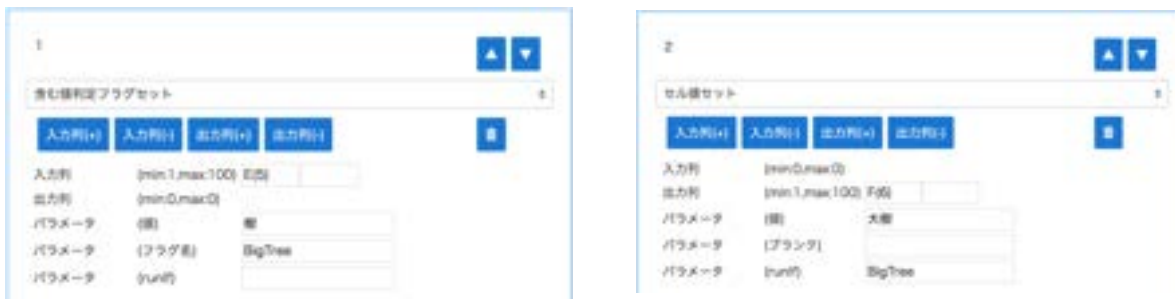 1
含む値判定フラグセット
入力列(+) 入力列(-) 出力列(+) 出力列(-)
入力列 (min:1,max:100) E(5)
出力列 (min:0,max:0)
パラメータ (値) 樹
パラメータ (フラグ名) BigTree
パラメータ (runIf)
2
セル値セット
入力列(+) 入力列(-) 出力列(+) 出力列(-)
入力列 (min:0,max:0)
出力列 (min:1,max:100) F(6)
パラメータ (値) 大樹
パラメータ (ブランク)
パラメータ (runIf) BigTree